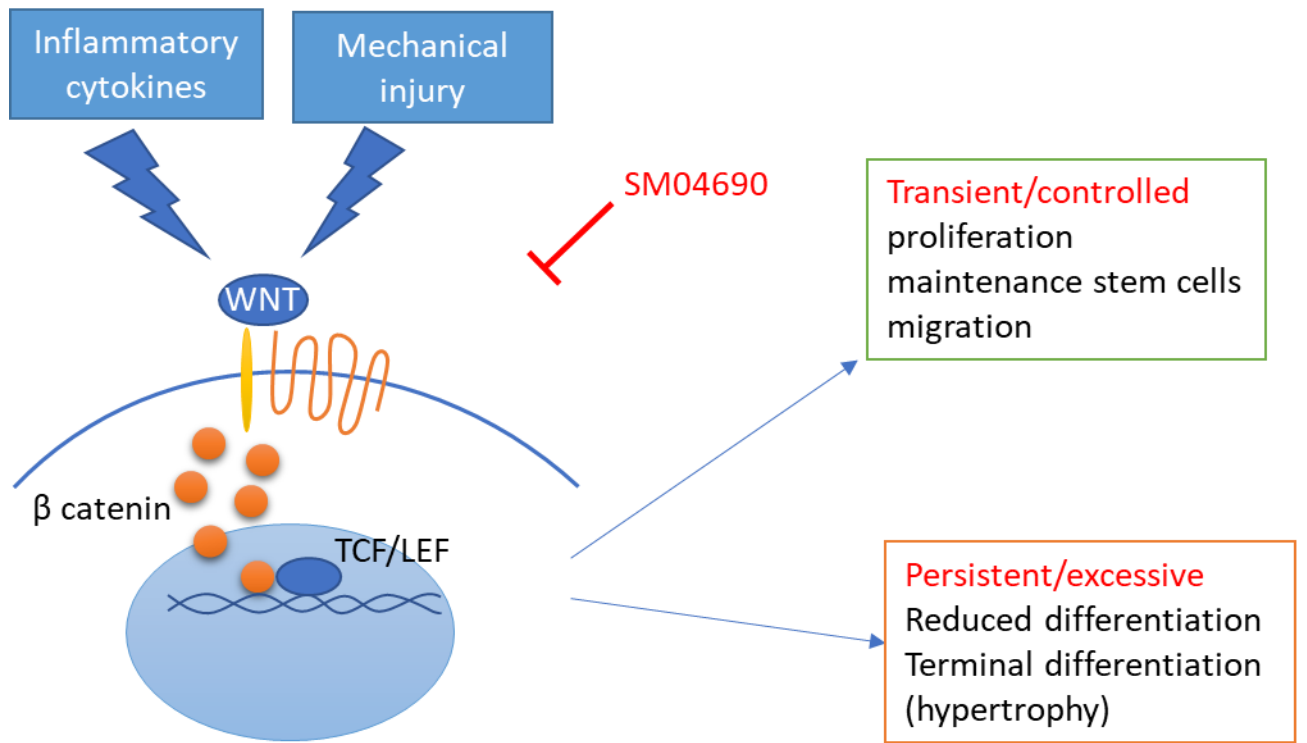 Inflammatory
cytokines
Mechanical
injury
SM04690
WNT
β catenin
TCF/LEF
Transient/controlled
proliferation
maintenance stem cells
migration
Persistent/excessive
Reduced differentiation
Terminal differentiation
(hypertrophy)